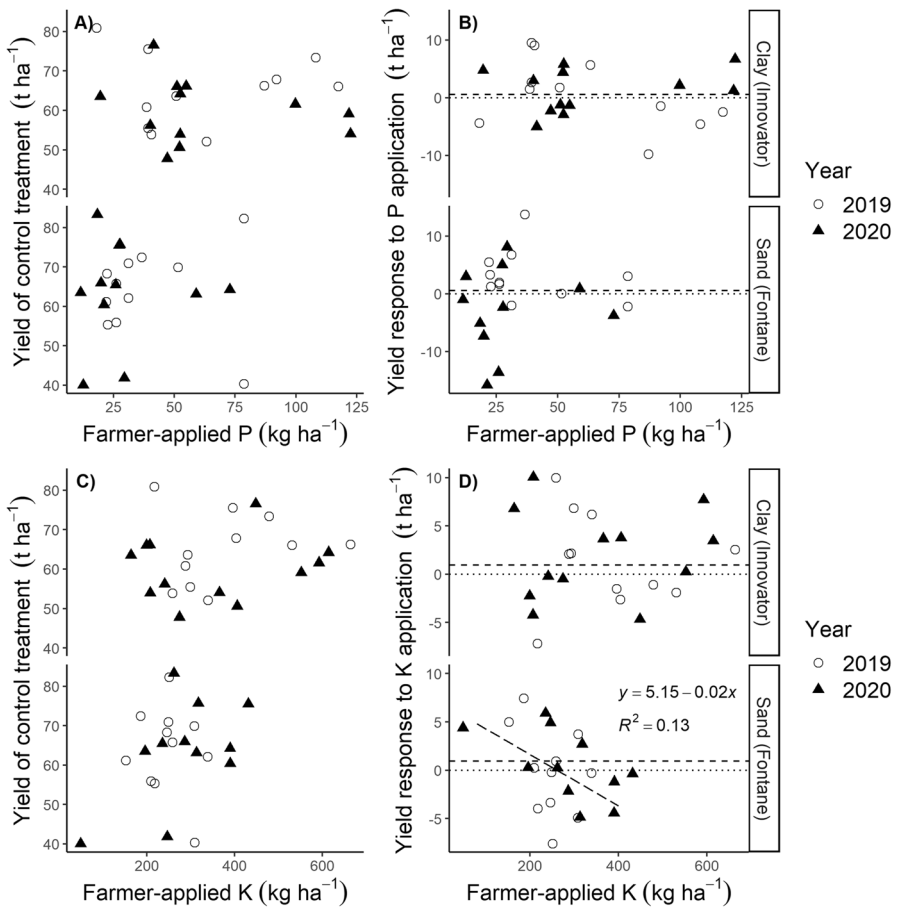 A)
Yield of control treatment (t ha⁻¹)
80
70
60
50
40
80
70
60
50
40
25
50
75
100
125
Farmer-applied P (kg ha⁻¹)
B)
Yield response to P application (t ha⁻¹)
10
0
-10
10
0
-10
25
50
75
100
125
Farmer-applied P (kg ha⁻¹)
Clay (Innovator)
Sand (Fontane)
Year
2019
2020
C)
Yield of control treatment (t ha⁻¹)
80
70
60
50
40
80
70
60
50
40
200
400
600
Farmer-applied K (kg ha⁻¹)
D)
Yield response to K application (t ha⁻¹)
10
5
0
-5
10
5
0
-5
y = 5.15 − 0.02x
R² = 0.13
200
400
600
Farmer-applied K (kg ha⁻¹)
Clay (Innovator)
Sand (Fontane)
Year
2019
2020